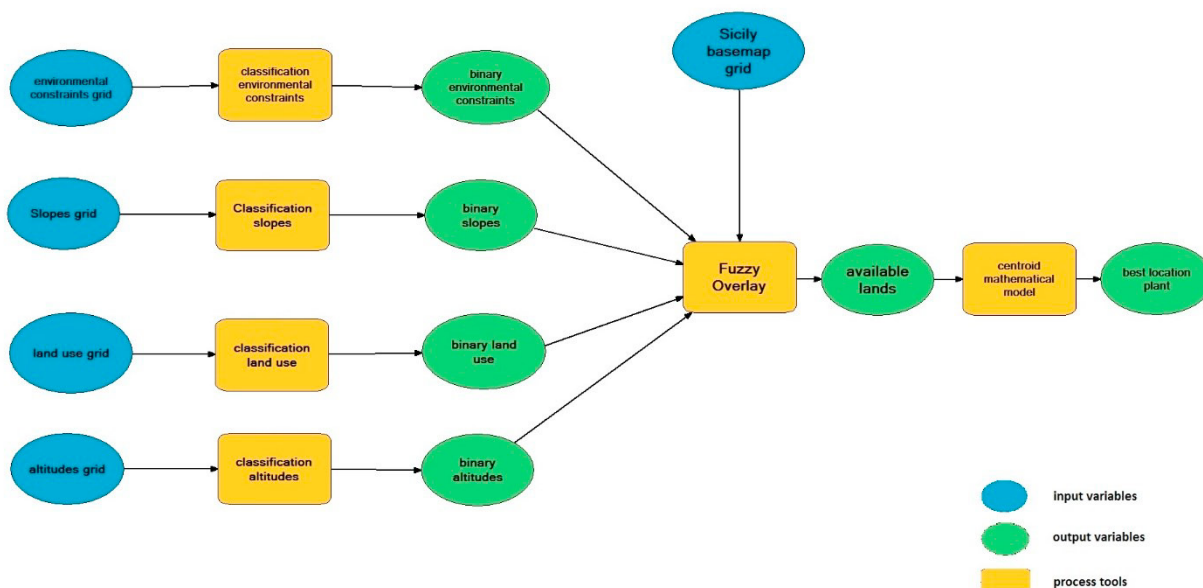 Sicily
basemap
grid
environmental
constraints grid
classification
environmental
constraints
binary
environmental
constraints
Slopes grid
Classification
slopes
binary
slopes
Fuzzy
Overlay
available
lands
centroid
mathematical
model
best location
plant
land use grid
classification
land use
binary land
use
altitudes grid
classification
altitudes
binary
altitudes
input variables
output variables
process tools